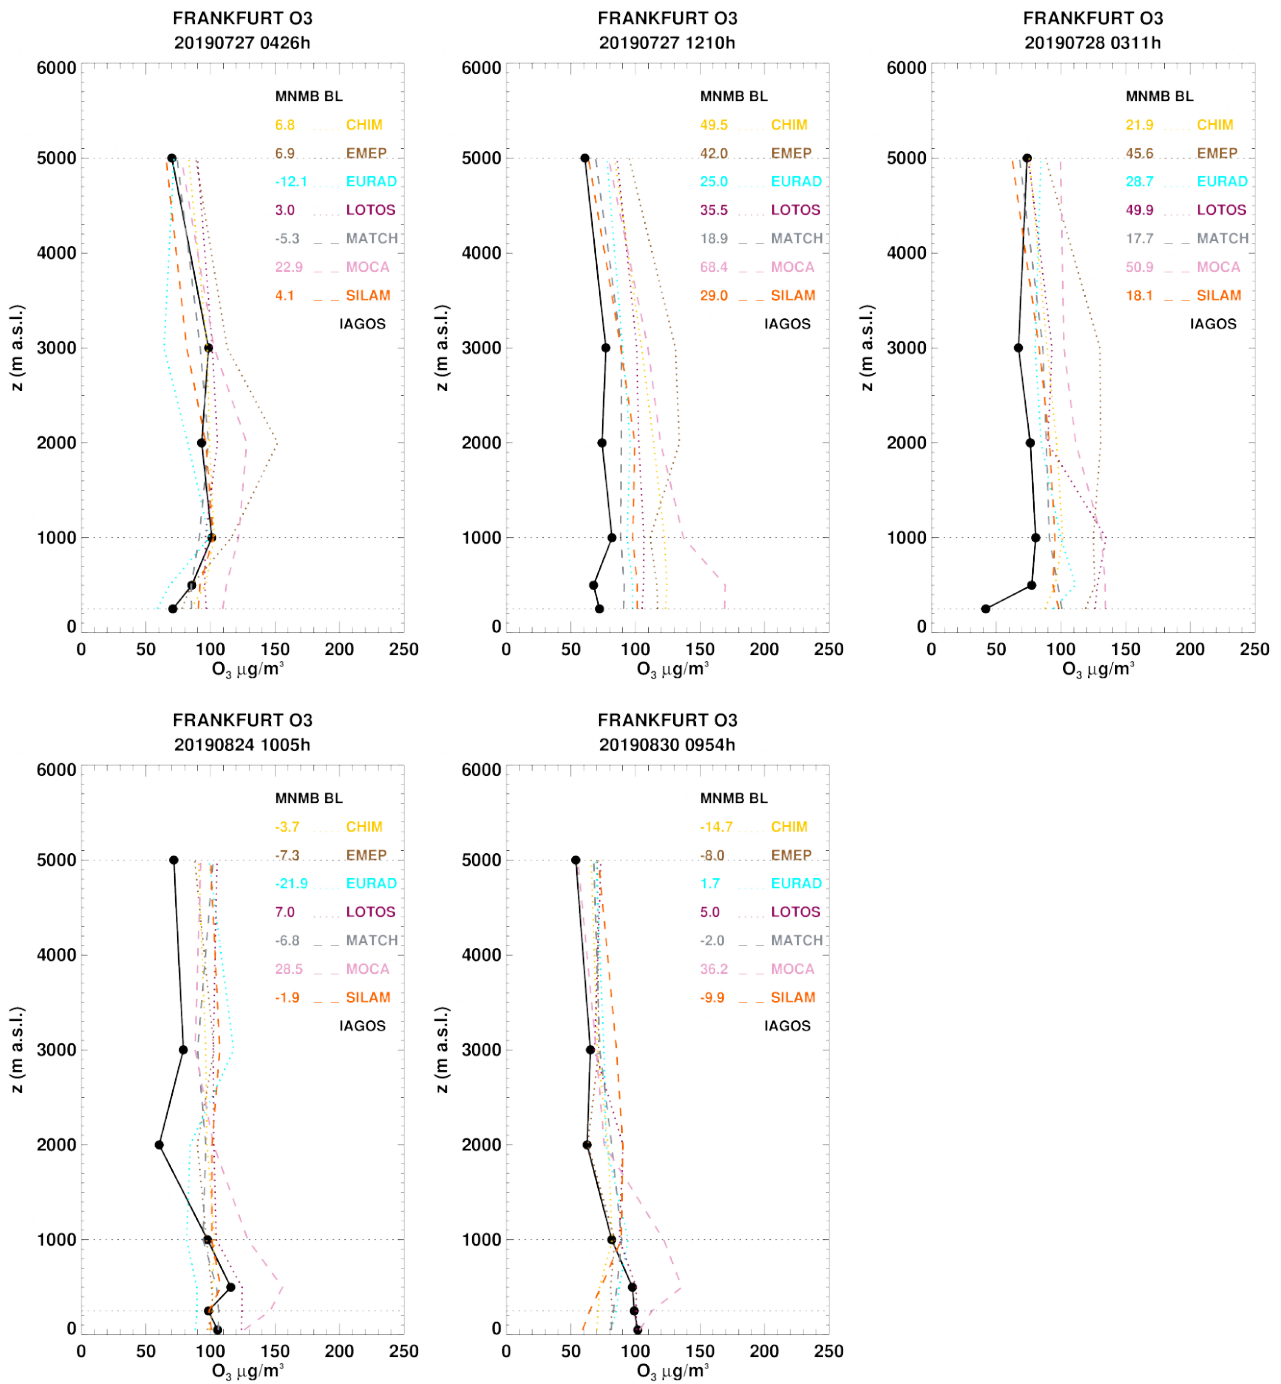 FRANKFURT O3
20190727 0426h
6000
5000
4000
3000
2000
1000
0
z (m a.s.l.)
MNMB BL
6.8 CHIM
6.9 EMEP
-12.1 EURAD
3.0 LOTOS
-5.3 MATCH
22.9 MOCA
4.1 SILAM
IAGOS
0 50 100 150 200 250
O₃ µg/m³
FRANKFURT O3
20190727 1210h
6000
5000
4000
3000
2000
1000
0
z (m a.s.l.)
MNMB BL
49.5 CHIM
42.0 EMEP
25.0 EURAD
35.5 LOTOS
18.9 MATCH
68.4 MOCA
29.0 SILAM
IAGOS
0 50 100 150 200 250
O₃ µg/m³
FRANKFURT O3
20190728 0311h
6000
5000
4000
3000
2000
1000
0
z (m a.s.l.)
MNMB BL
21.9 CHIM
45.6 EMEP
28.7 EURAD
49.9 LOTOS
17.7 MATCH
50.9 MOCA
18.1 SILAM
IAGOS
0 50 100 150 200 250
O₃ µg/m³
FRANKFURT O3
20190824 1005h
6000
5000
4000
3000
2000
1000
0
z (m a.s.l.)
MNMB BL
-3.7 CHIM
-7.3 EMEP
-21.9 EURAD
7.0 LOTOS
-6.8 MATCH
28.5 MOCA
-1.9 SILAM
IAGOS
0 50 100 150 200 250
O₃ µg/m³
FRANKFURT O3
20190830 0954h
6000
5000
4000
3000
2000
1000
0
z (m a.s.l.)
MNMB BL
-14.7 CHIM
-8.0 EMEP
1.7 EURAD
5.0 LOTOS
-2.0 MATCH
36.2 MOCA
-9.9 SILAM
IAGOS
0 50 100 150 200 250
O₃ µg/m³